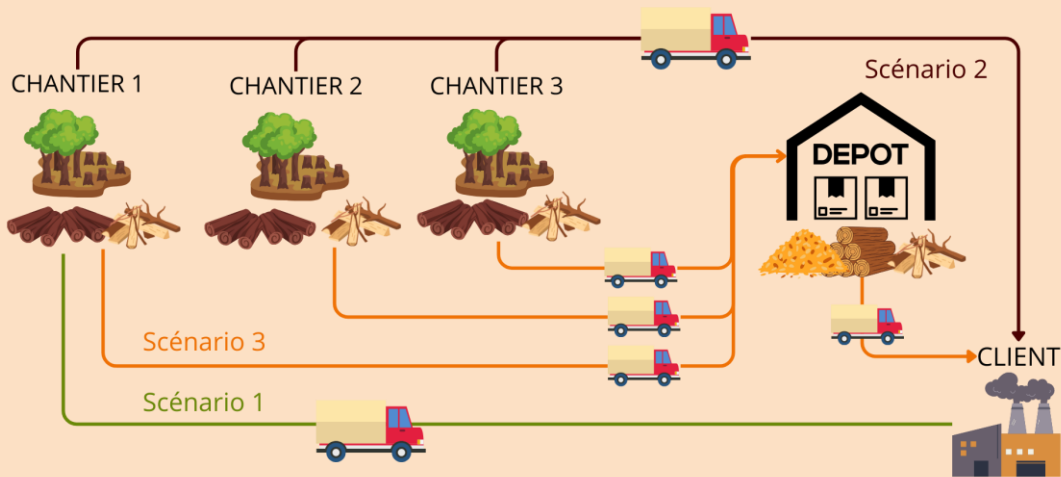 CHANTIER 1
CHANTIER 2
CHANTIER 3
Scénario 2
DEPOT
Scénario 3
CLIENT
Scénario 1